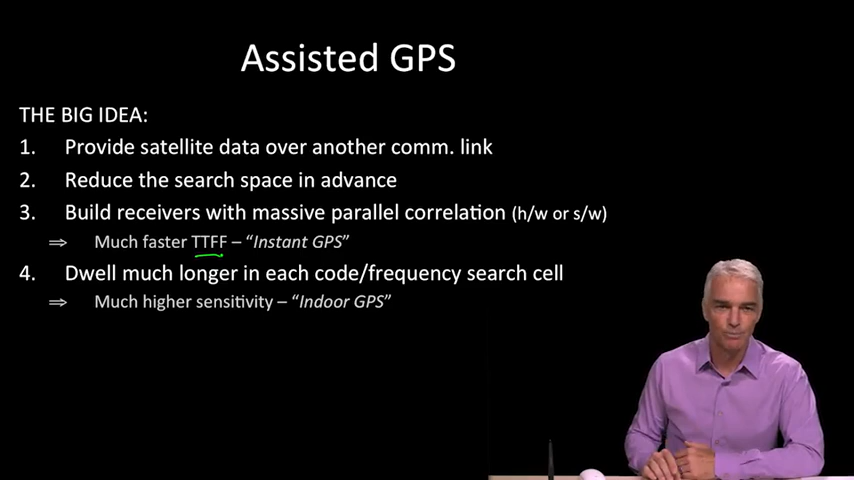 Assisted GPS
THE BIG IDEA:
1. Provide satellite data over another comm. link
2. Reduce the search space in advance
3. Build receivers with massive parallel correlation (h/w or s/w)
⇒ Much faster TTFF – “Instant GPS”
4. Dwell much longer in each code/frequency search cell
⇒ Much higher sensitivity – “Indoor GPS”